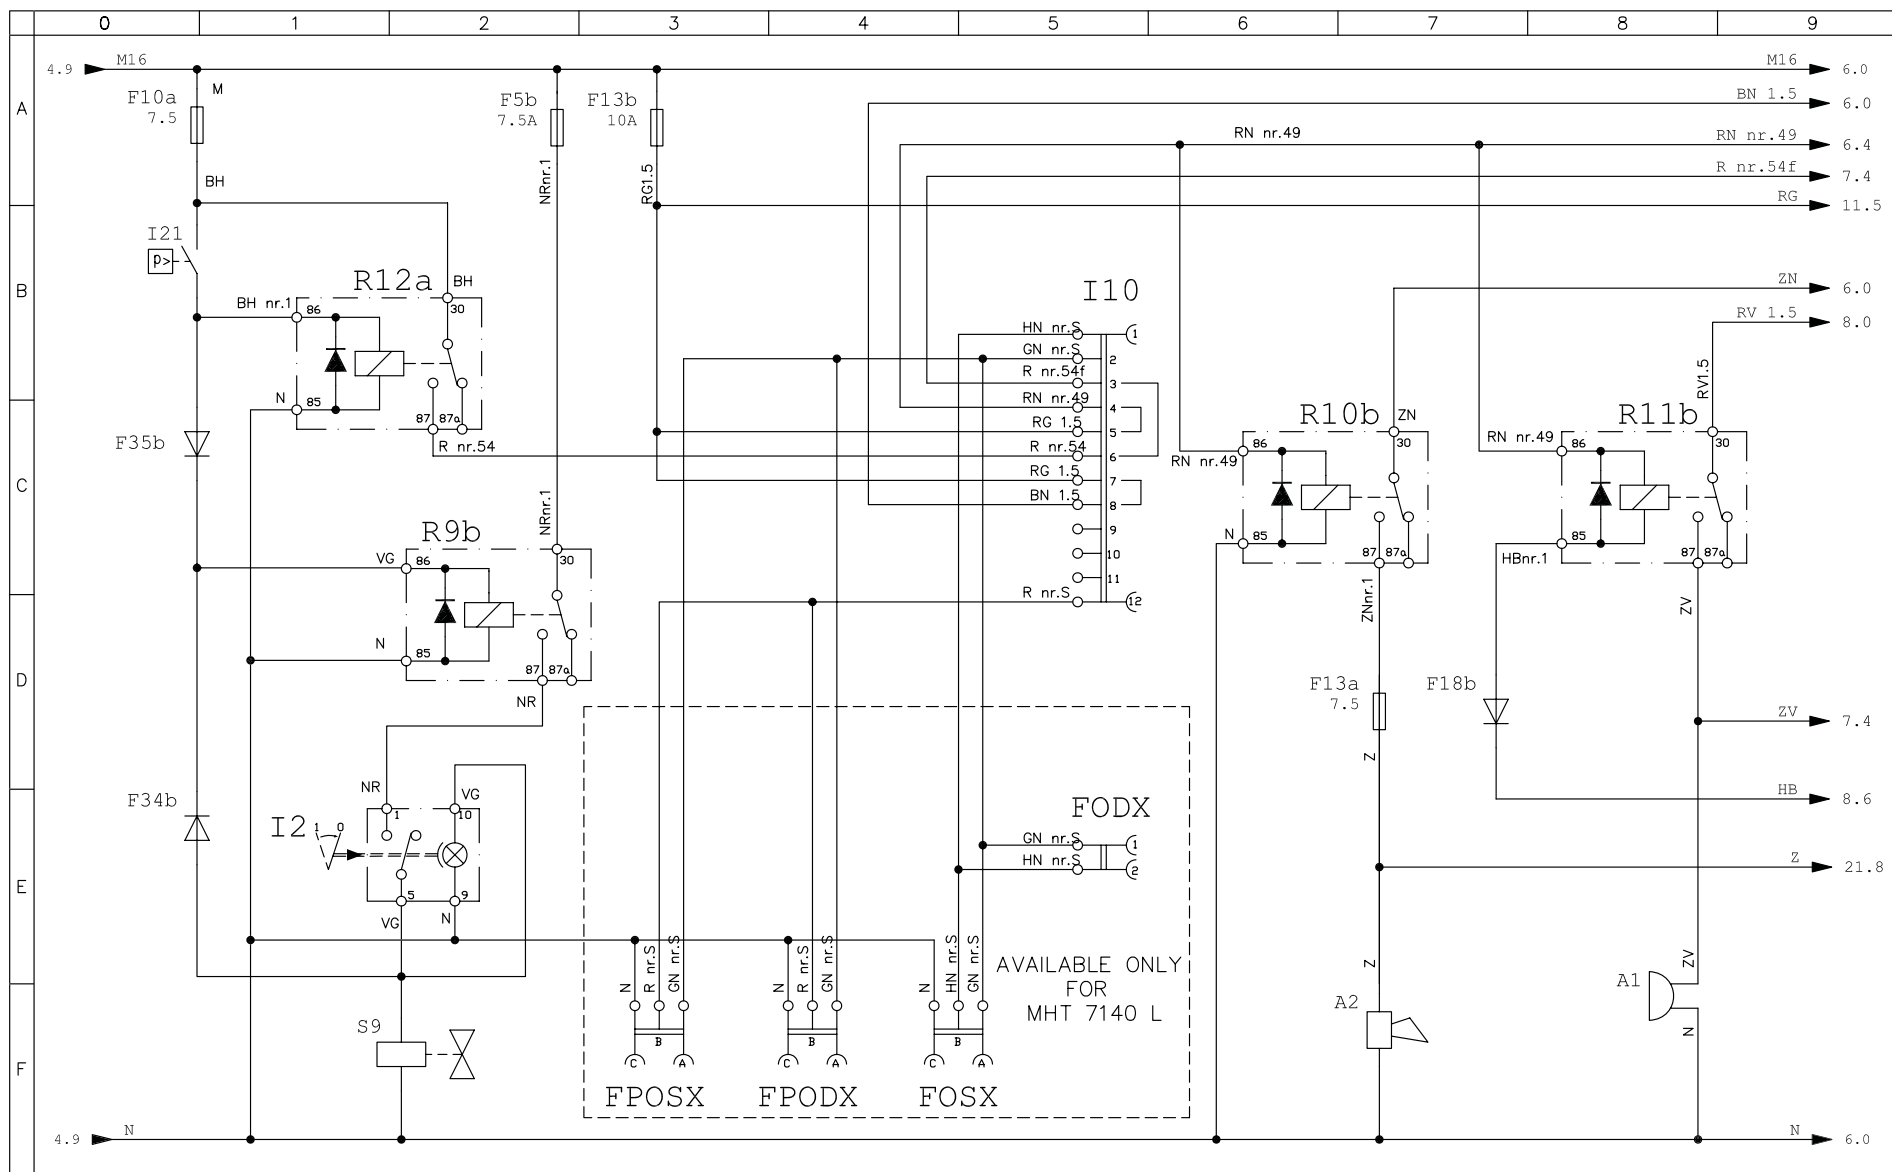 0 1 2 3 4 5 6 7 8 9
4.9 M16 M16 6.0
A
F10a
7.5
M
F5b
7.5A
F13b
10A
BN 1.5 6.0
RN nr.49
RN nr.49 6.4
R nr.54f 7.4
RG 11.5
BH
NRnr.1
RG1.5
B
I21
P>
R12a
BH
BH nr.1
86
30
N
85
87
87a
R nr.54
I10
HN nr.S
1
GN nr.S
2
R nr.54f
3
RN nr.49
4
RG 1.5
5
R nr.54
6
RG 1.5
7
BN 1.5
8
9
10
11
R nr.S
12
ZN 6.0
RV 1.5 8.0
RV1.5
C
F35b
R10b
ZN
30
86
RN nr.49
N
85
87
87a
R11b
30
RN nr.49
86
HBnr.1
85
87
87a
NRnr.1
R9b
VG
86
30
N
85
87
87a
NR
ZNnr.1
ZV
D
F13a
7.5
F18b
Z
ZV 7.4
HB 8.6
F34b
NR
VG
I2
1 0
1
10
5
9
VG
N
E
FODX
GN nr.S
1
HN nr.S
2
Z 21.8
AVAILABLE ONLY
FOR
MHT 7140 L
N
R nr.S
GN nr.S
N
R nr.S
GN nr.S
N
HN nr.S
GN nr.S
Z
ZV
F
S9
C
B
A
FPOSX
C
B
A
FPODX
C
B
A
FOSX
A2
A1
N
4.9 N N 6.0